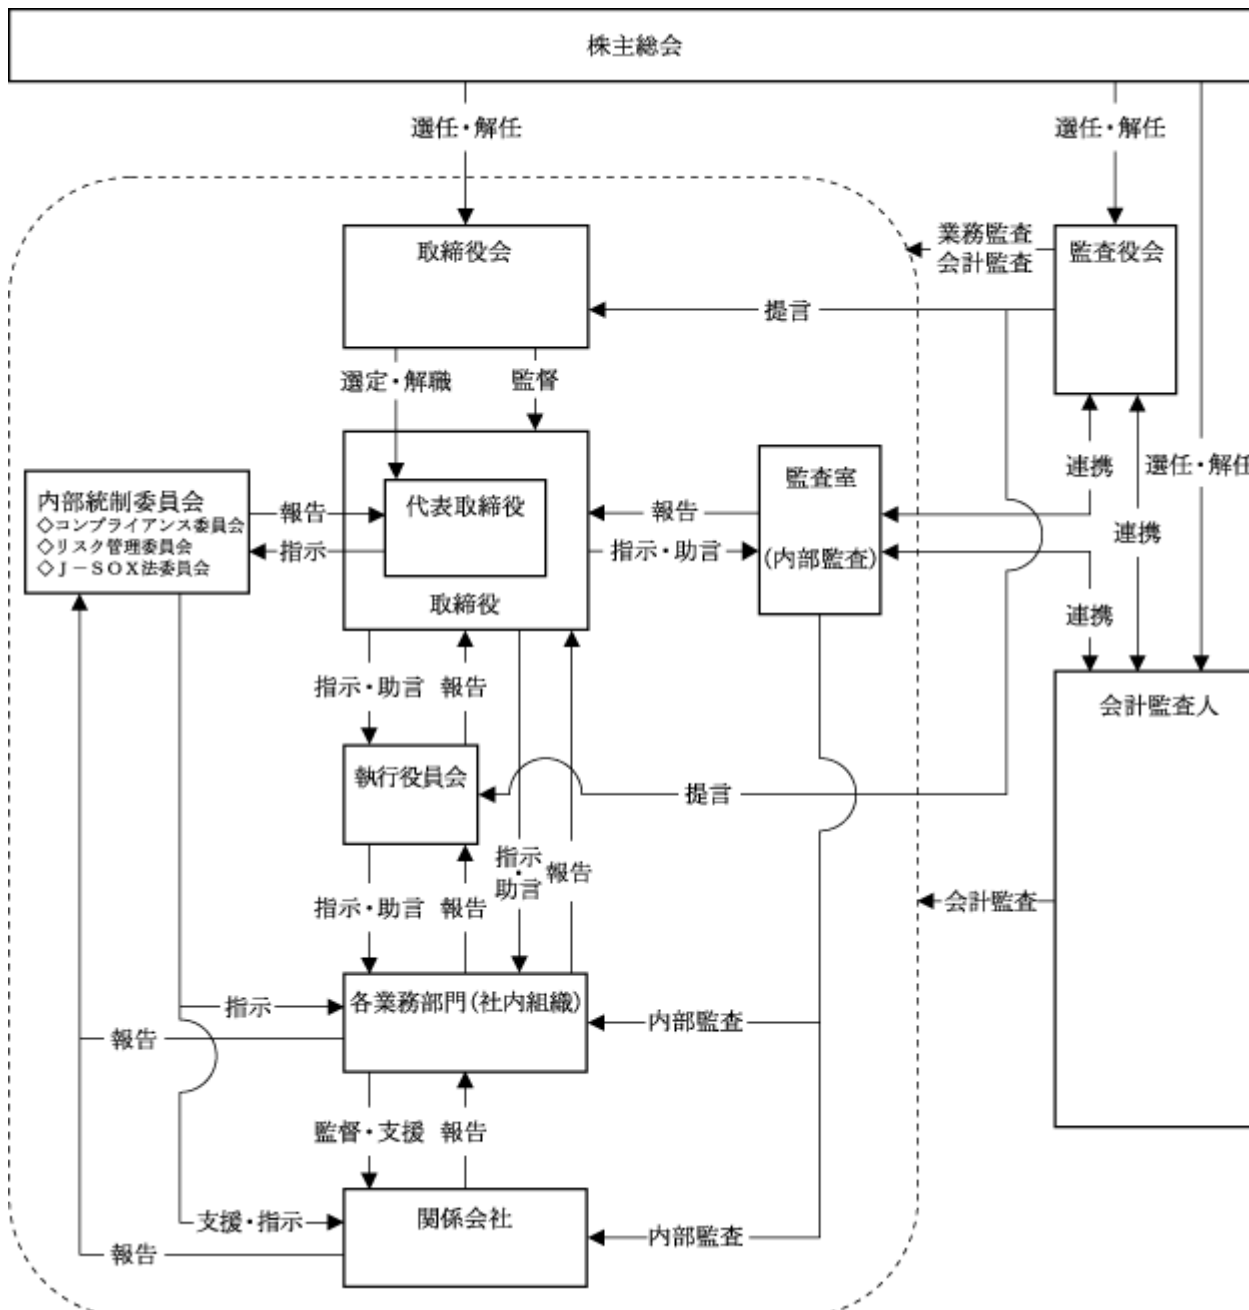 株主総会
選任・解任
選任・解任
取締役会
業務監査
会計監査
監査役会
提言
選定・解職
監督
内部統制委員会
◇コンプライアンス委員会
◇リスク管理委員会
◇J－SOX法委員会
報告
指示
代表取締役
取締役
報告
指示・助言
監査室
(内部監査)
連携
連携
選任・解任
連携
指示・助言
報告
会計監査人
執行役員会
提言
指示・助言
報告
指示・助言
報告
会計監査
各業務部門(社内組織)
指示
報告
内部監査
監督・支援
報告
関係会社
支援・指示
報告
内部監査